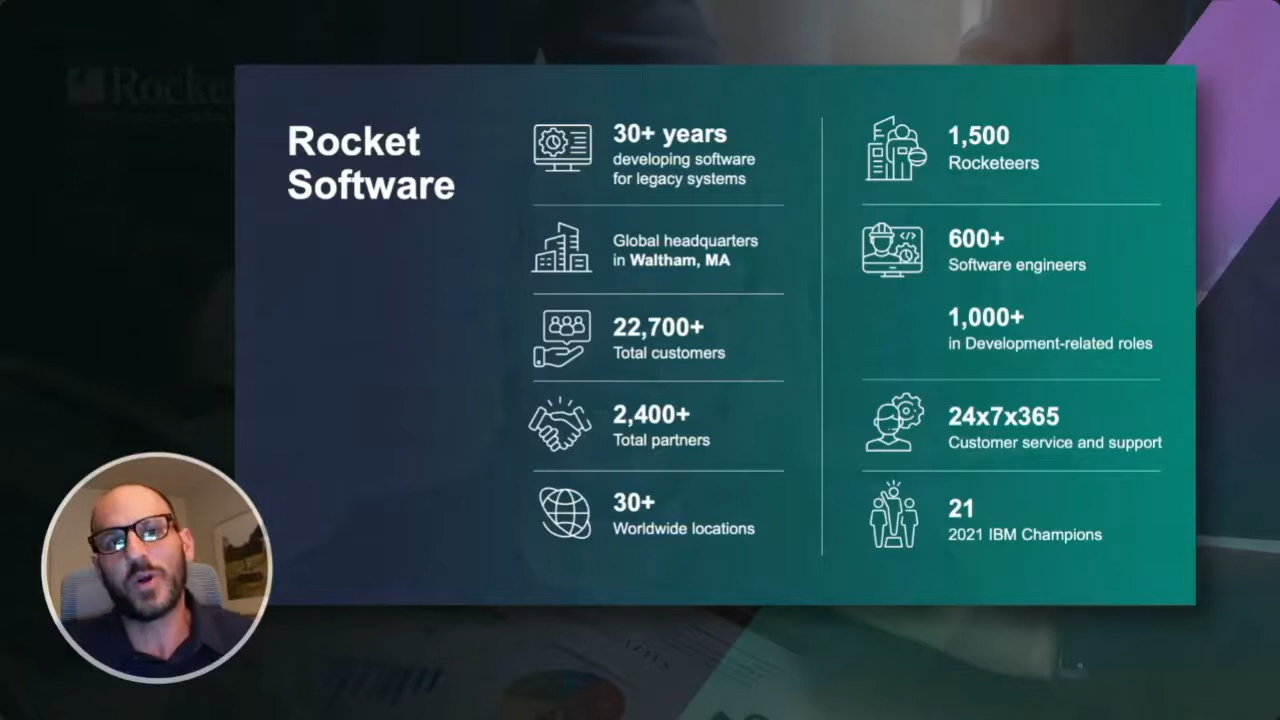 Rocket
Software
30+ years
developing software
for legacy systems
Global headquarters
in Waltham, MA
22,700+
Total customers
2,400+
Total partners
30+
Worldwide locations
1,500
Rocketeers
600+
Software engineers
1,000+
in Development-related roles
24x7x365
Customer service and support
21
2021 IBM Champions